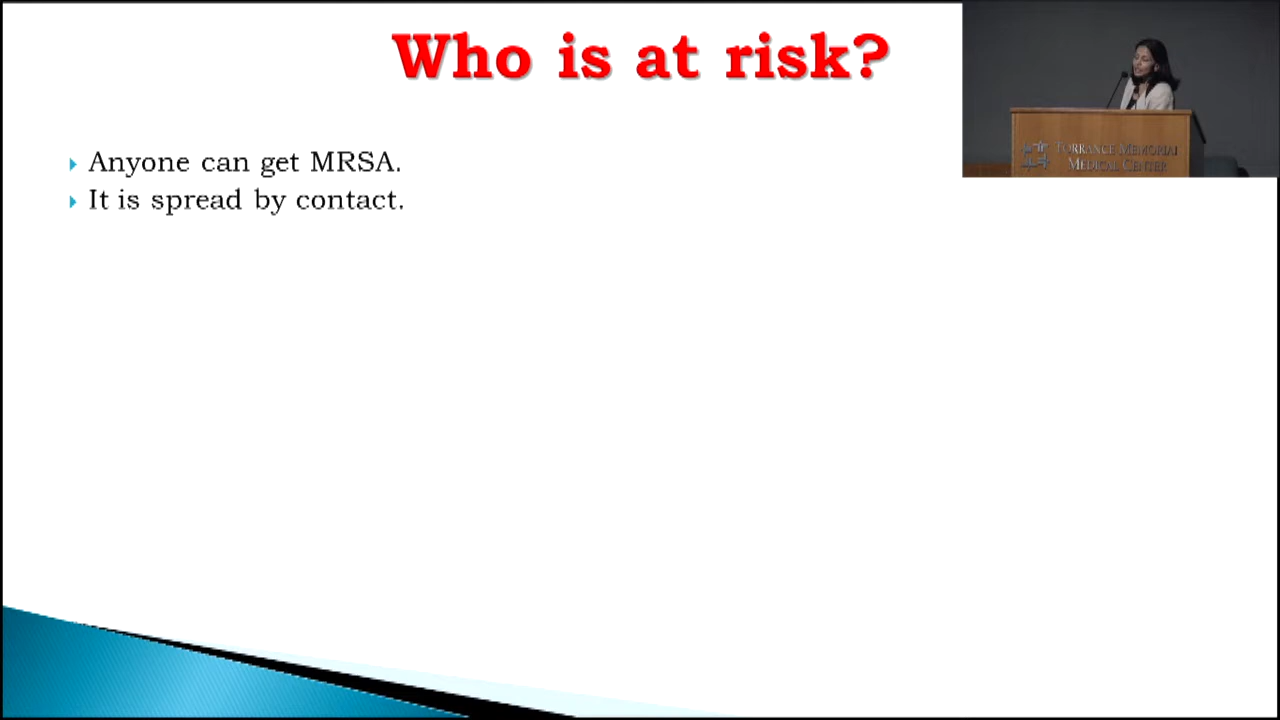 Who is at risk?
Anyone can get MRSA.
It is spread by contact.
TORRANCE MEMORIAL
MEDICAL CENTER